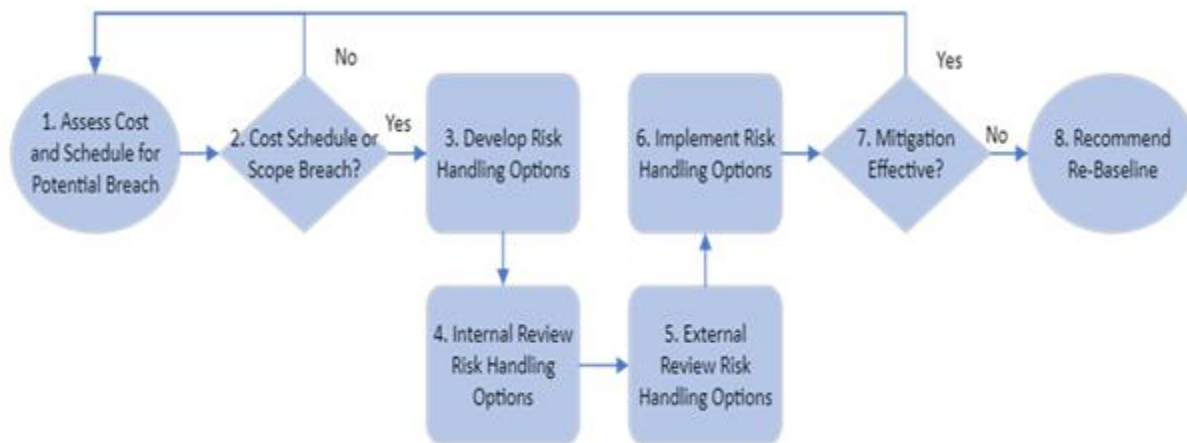 No
Yes
1. Assess Cost
and Schedule for
Potential Breach
2. Cost Schedule or
Scope Breach?
Yes
3. Develop Risk
Handling Options
6. Implement Risk
Handling Options
7. Mitigation
Effective?
No
8. Recommend
Re-Baseline
4. Internal Review
Risk Handling
Options
5. External
Review Risk
Handling Options